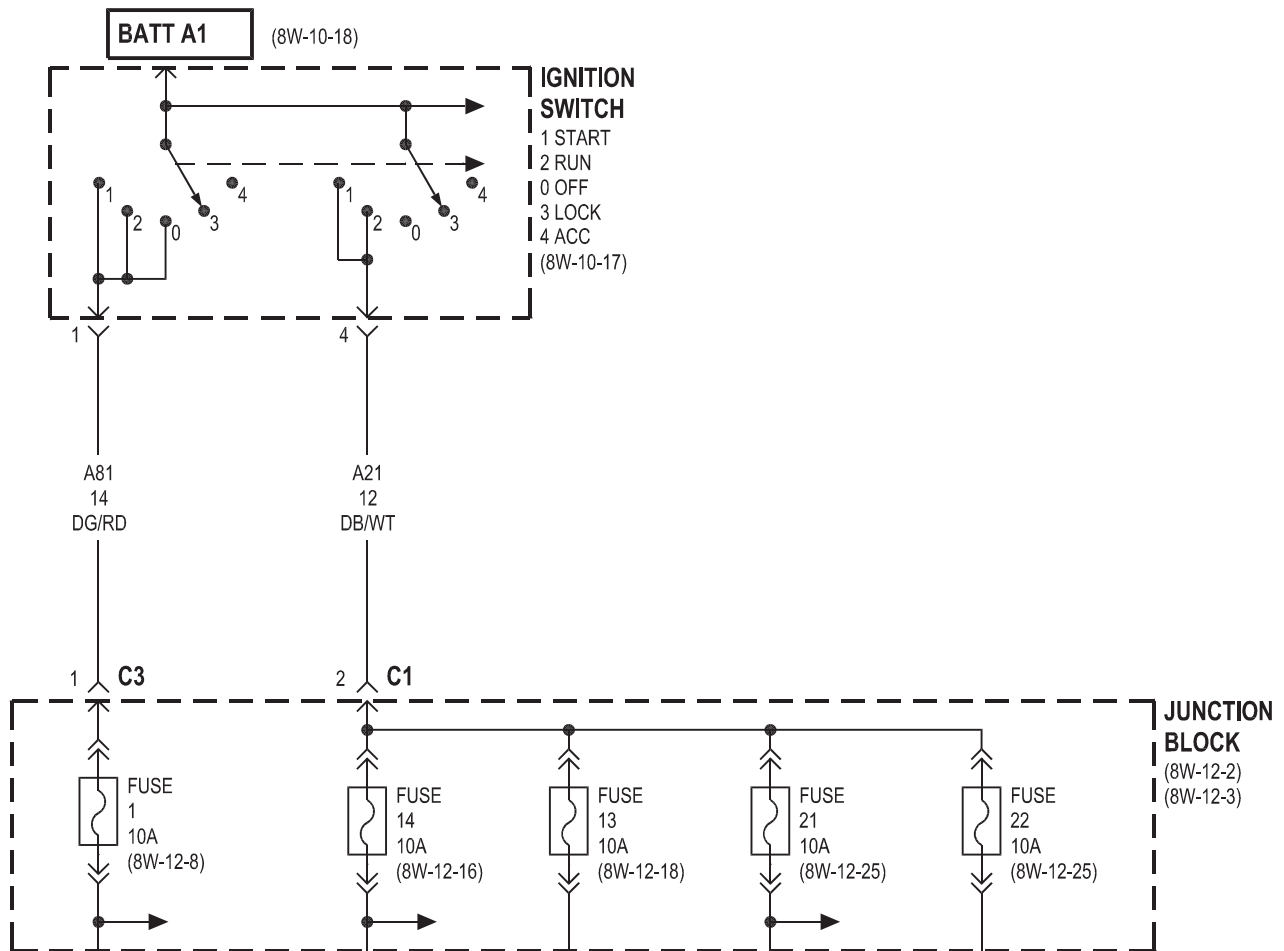 BATT A1
(8W-10-18)
IGNITION
SWITCH
1 START
2 RUN
0 OFF
3 LOCK
4 ACC
(8W-10-17)
1
2
0
3
4
1
2
0
3
4
1
4
A81
14
DG/RD
A21
12
DB/WT
1 C3
2 C1
JUNCTION
BLOCK
(8W-12-2)
(8W-12-3)
FUSE
1
10A
(8W-12-8)
FUSE
14
10A
(8W-12-16)
FUSE
13
10A
(8W-12-18)
FUSE
21
10A
(8W-12-25)
FUSE
22
10A
(8W-12-25)